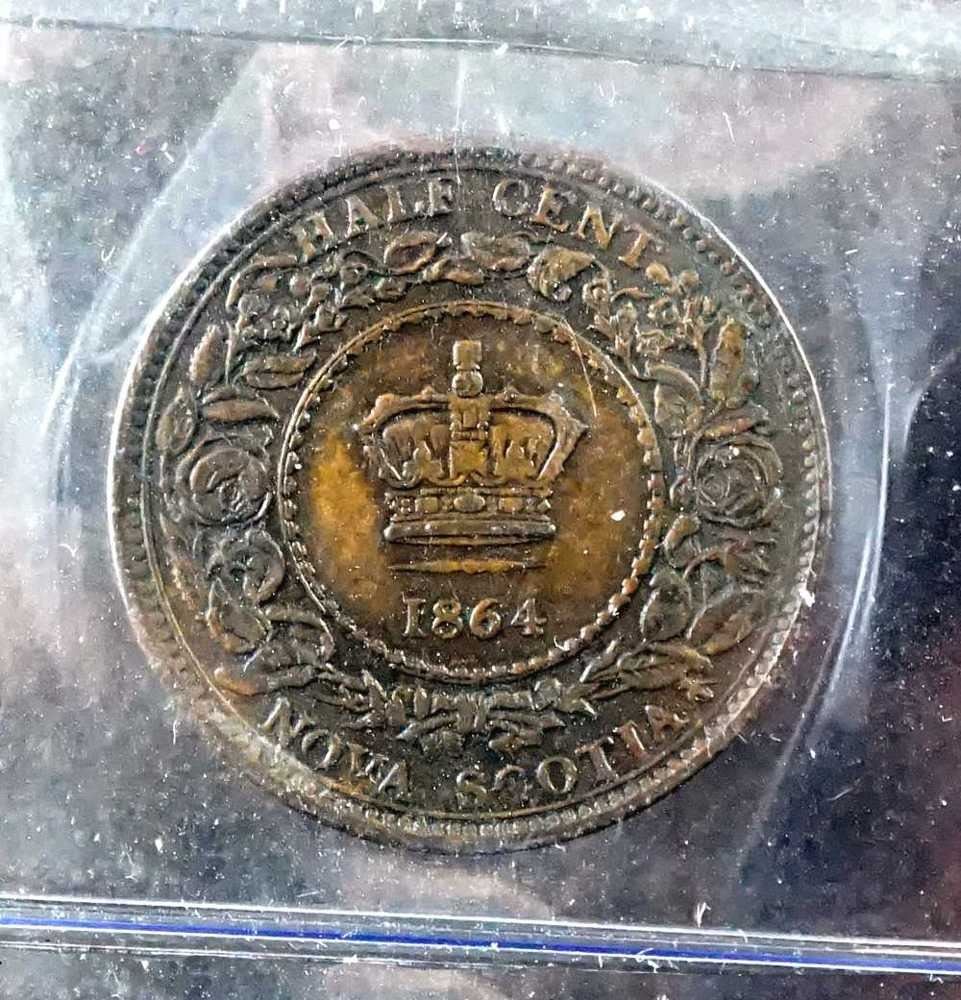 HALF CENT
1864
NOVA SCOTIA